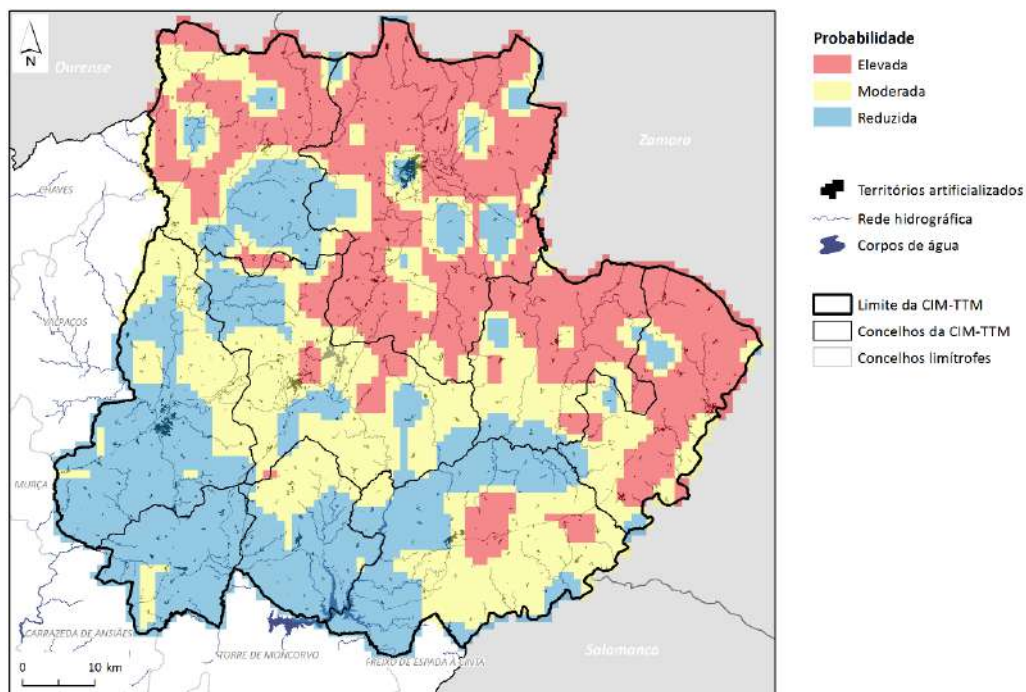 N
Ourense
Zamora
CHAVES
VALPAÇOS
MURÇA
CARRAZEDA DE ANSIÃES
TORRE DE MONCORVO
FREIXO DE ESPADA À CINTA
Salamanca
0 10 km
Probabilidade
Elevada
Moderada
Reduzida
Territórios artificializados
Rede hidrográfica
Corpos de água
Limite da CIM-TTM
Concelhos da CIM-TTM
Concelhos limítrofes